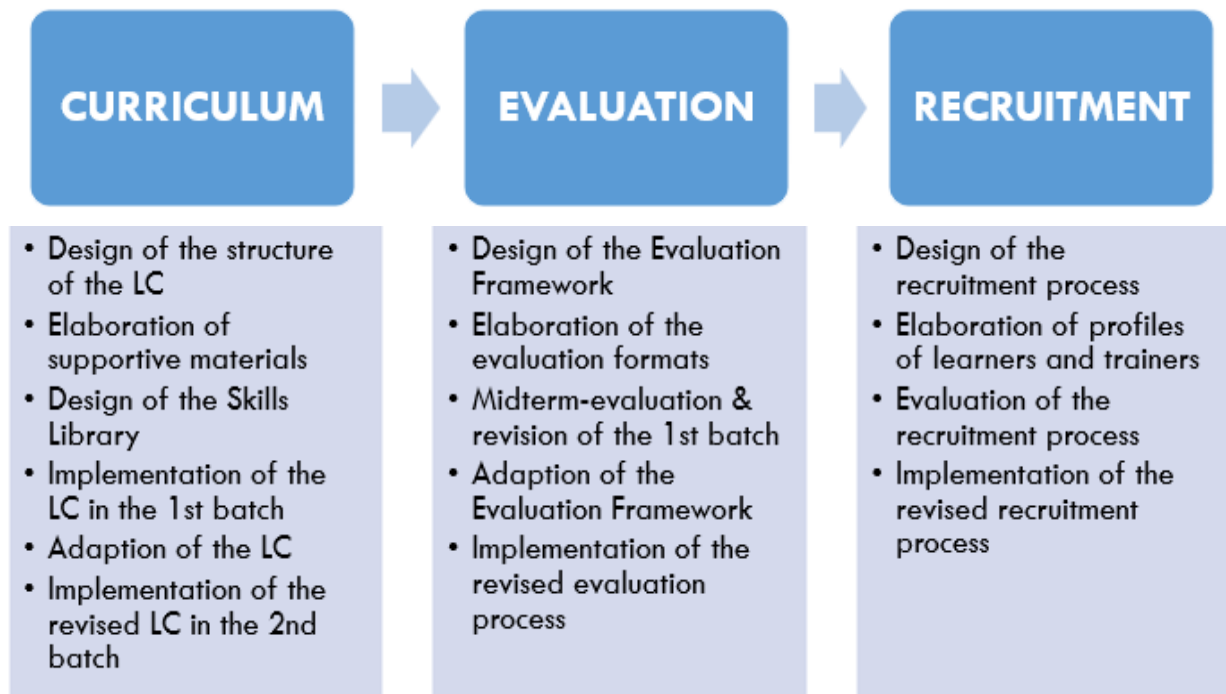 CURRICULUM
• Design of the structure
of the LC
• Elaboration of
supportive materials
• Design of the Skills
Library
• Implementation of the
LC in the 1st batch
• Adaption of the LC
• Implementation of the
revised LC in the 2nd
batch
EVALUATION
• Design of the Evaluation
Framework
• Elaboration of the
evaluation formats
• Midterm-evaluation &
revision of the 1st batch
• Adaption of the
Evaluation Framework
• Implementation of the
revised evaluation
process
RECRUITMENT
• Design of the
recruitment process
• Elaboration of profiles
of learners and trainers
• Evaluation of the
recruitment process
• Implementation of the
revised recruitment
process